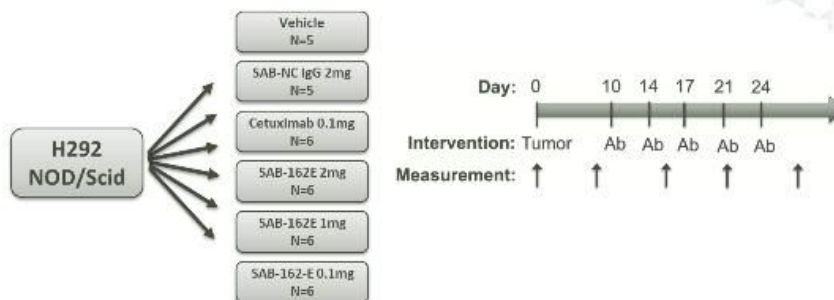 H292
NOD/Scid
Vehicle
N=5
SAB-NC IgG 2mg
N=5
Cetuximab 0.1mg
N=6
SAB-162E 2mg
N=6
SAB-162E 1mg
N=6
SAB-162-E 0.1mg
N=6
Day: 0 10 14 17 21 24
Intervention: Tumor Ab Ab Ab Ab Ab
Measurement: